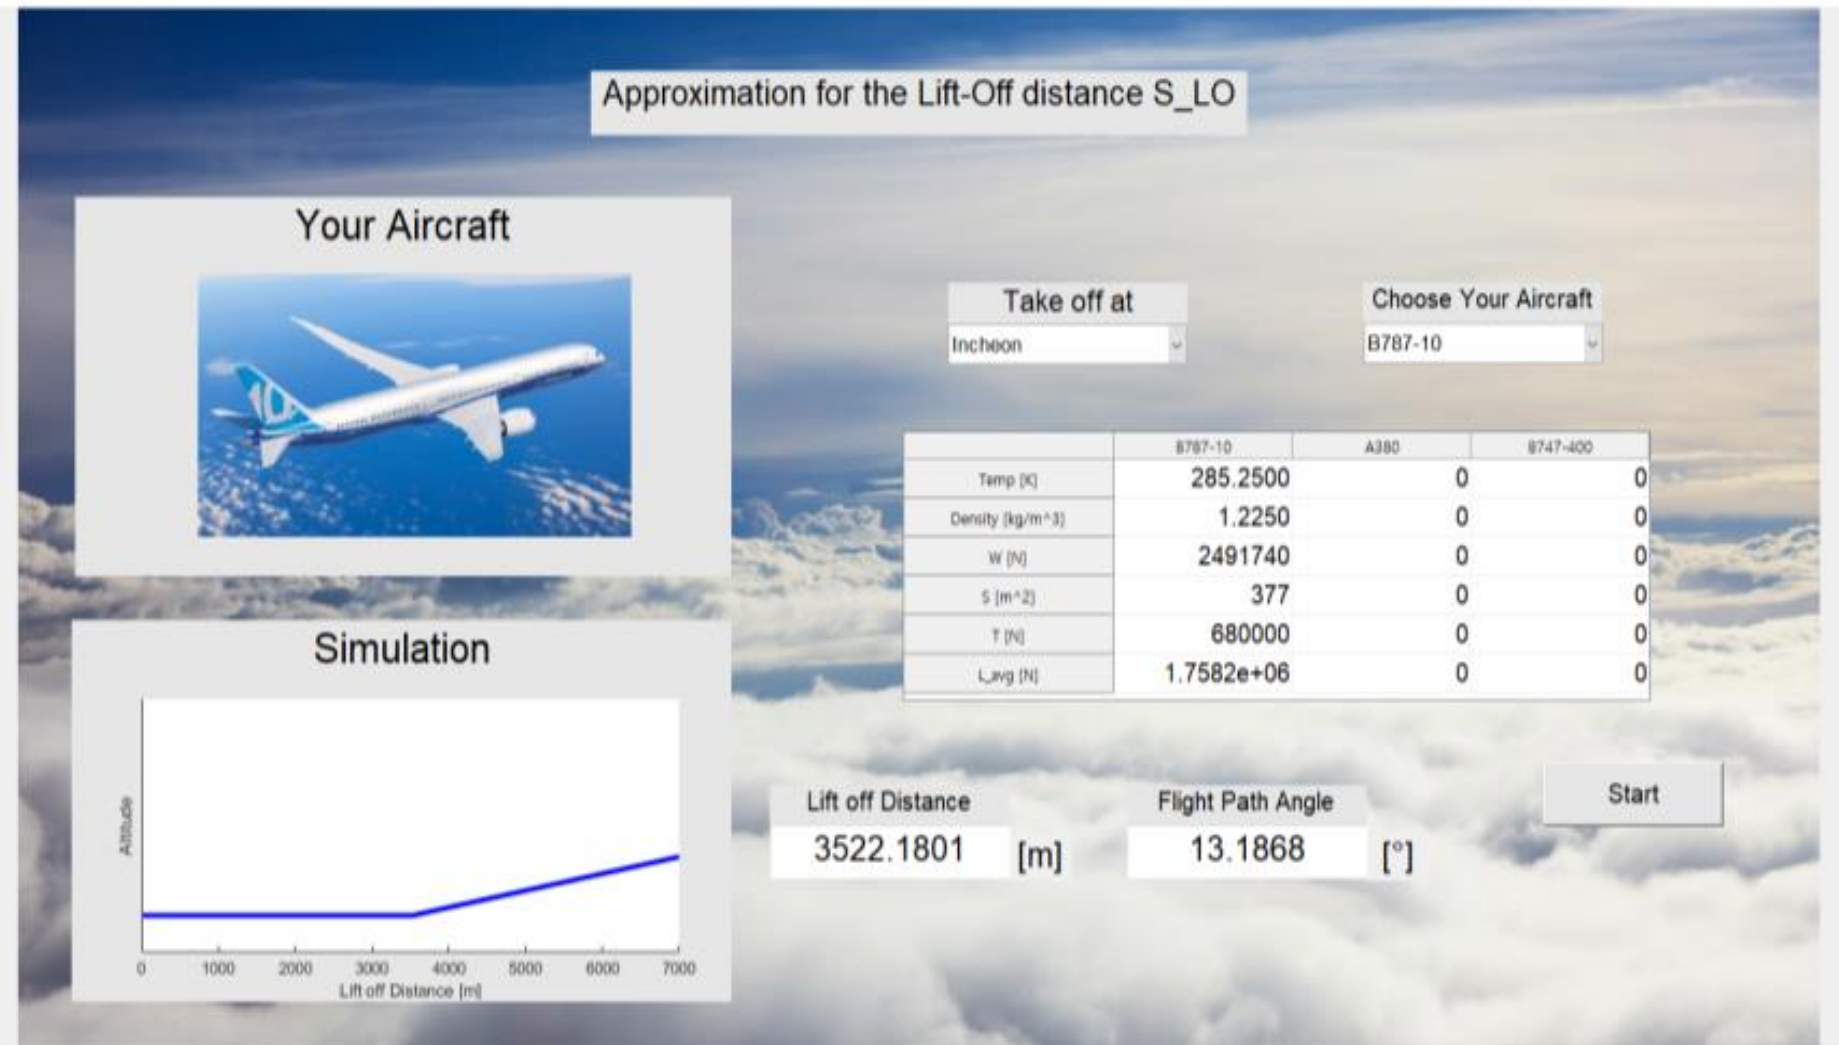 Approximation for the Lift-Off distance S_LO
Your Aircraft
10
Take off at
Choose Your Aircraft
Incheon
B787-10
B787-10 A380 B747-400
Temp [K] 285.2500 0 0
Density [kg/m^3] 1.2250 0 0
W [N] 2491740 0 0
S [m^2] 377 0 0
T [N] 680000 0 0
L_avg [N] 1.7582e+06 0 0
Simulation
Altitude
0 1000 2000 3000 4000 5000 6000 7000
Lift off Distance [m]
Lift off Distance
3522.1801 [m]
Flight Path Angle
13.1868 [°]
Start